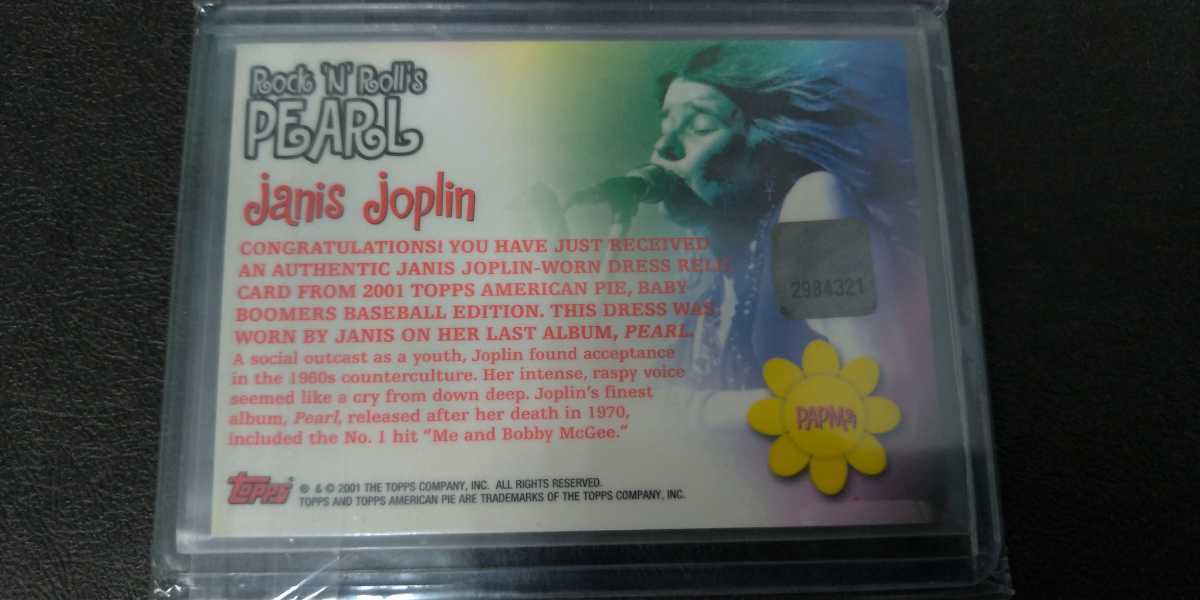 Rock 'N' Roll's
PEARL
Janis Joplin
CONGRATULATIONS! YOU HAVE JUST RECEIVED
AN AUTHENTIC JANIS JOPLIN-WORN DRESS RELIC
CARD FROM 2001 TOPPS AMERICAN PIE, BABY
BOOMERS BASEBALL EDITION. THIS DRESS WAS
WORN BY JANIS ON HER LAST ALBUM, PEARL.
A social outcast as a youth, Joplin found acceptance
in the 1960s counterculture. Her intense, raspy voice
seemed like a cry from down deep. Joplin's finest
album, Pearl, released after her death in 1970,
included the No. 1 hit "Me and Bobby McGee."
2984321
PAPM3
TOPPS ® & © 2001 THE TOPPS COMPANY, INC. ALL RIGHTS RESERVED.
TOPPS AND TOPPS AMERICAN PIE ARE TRADEMARKS OF THE TOPPS COMPANY, INC.